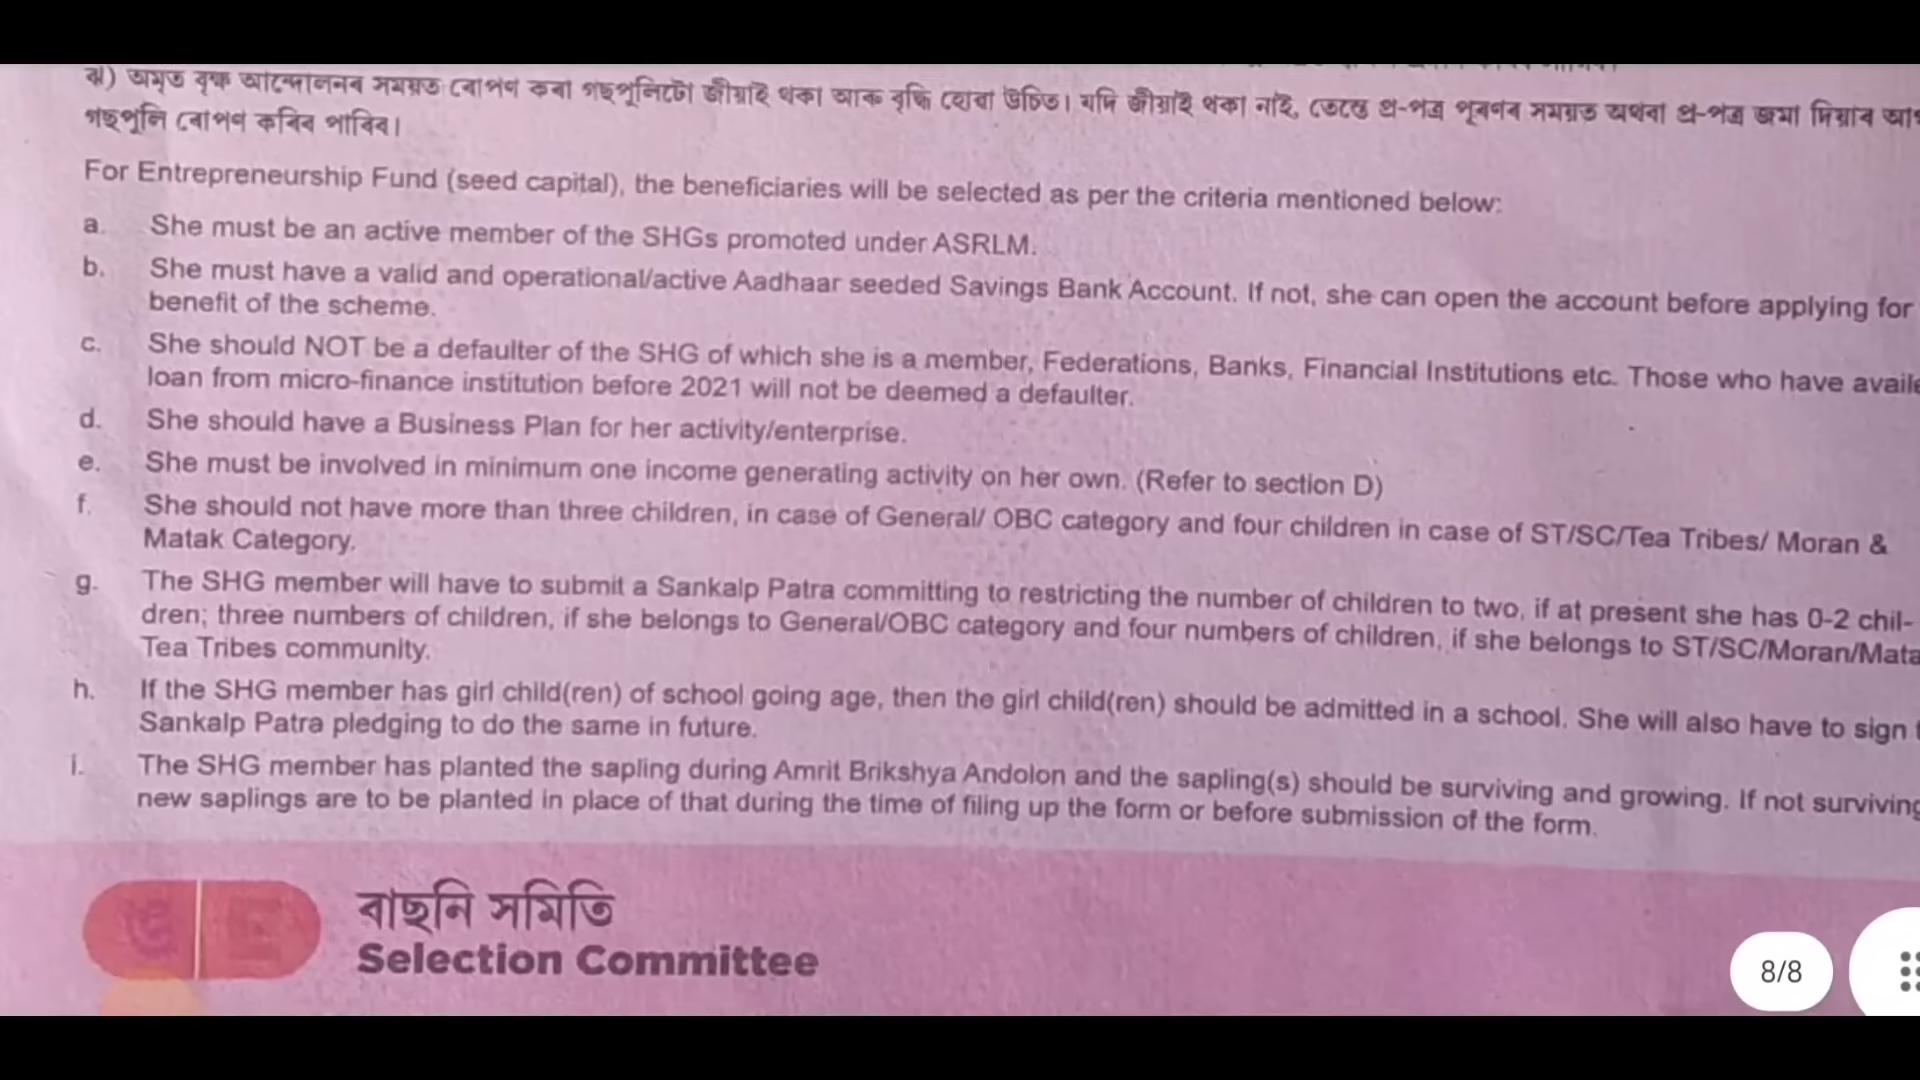 ঝ) অমৃত বৃক্ষ আন্দোলনৰ সময়ত ৰোপণ কৰা গছপুলিটো জীয়াই থকা আৰু বৃদ্ধি হোৱা উচিত। যদি জীয়াই থকা নাই, তেন্তে প্ৰ-পত্ৰ পূৰণৰ সময়ত অথবা প্ৰ-পত্ৰ জমা দিয়াৰ
গছপুলি ৰোপণ কৰিব পাৰিব।
For Entrepreneurship Fund (seed capital), the beneficiaries will be selected as per the criteria mentioned below:
a. She must be an active member of the SHGs promoted under ASRLM.
b. She must have a valid and operational/active Aadhaar seeded Savings Bank Account. If not, she can open the account before applying for
benefit of the scheme.
c. She should NOT be a defaulter of the SHG of which she is a member, Federations, Banks, Financial Institutions etc. Those who have
loan from micro-finance institution before 2021 will not be deemed a defaulter.
d. She should have a Business Plan for her activity/enterprise.
e. She must be involved in minimum one income generating activity on her own. (Refer to section D)
f. She should not have more than three children, in case of General/ OBC category and four children in case of ST/SC/Tea Tribes/ Moran &
Matak Category.
g. The SHG member will have to submit a Sankalp Patra committing to restricting the number of children to two, if at present she has 0-2 chil-
dren; three numbers of children, if she belongs to General/OBC category and four numbers of children, if she belongs to ST/SC/Moran/
Tea Tribes community.
h. If the SHG member has girl child(ren) of school going age, then the girl child(ren) should be admitted in a school. She will also have to sign
Sankalp Patra pledging to do the same in future.
i. The SHG member has planted the sapling during Amrit Brikshya Andolon and the sapling(s) should be surviving and growing. If not surviving
new saplings are to be planted in place of that during the time of filing up the form or before submission of the form.
বাছনি সমিতি
Selection Committee
8/8